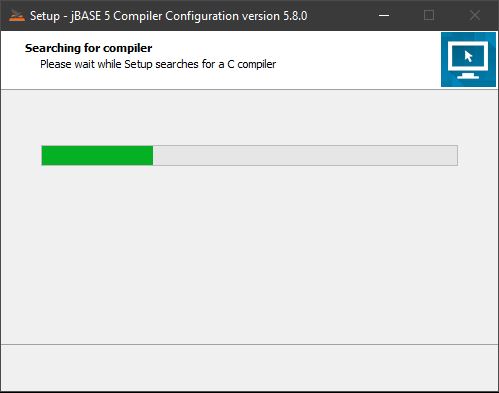 Setup - jBASE 5 Compiler Configuration version 5.8.0
Searching for compiler
Please wait while Setup searches for a C compiler